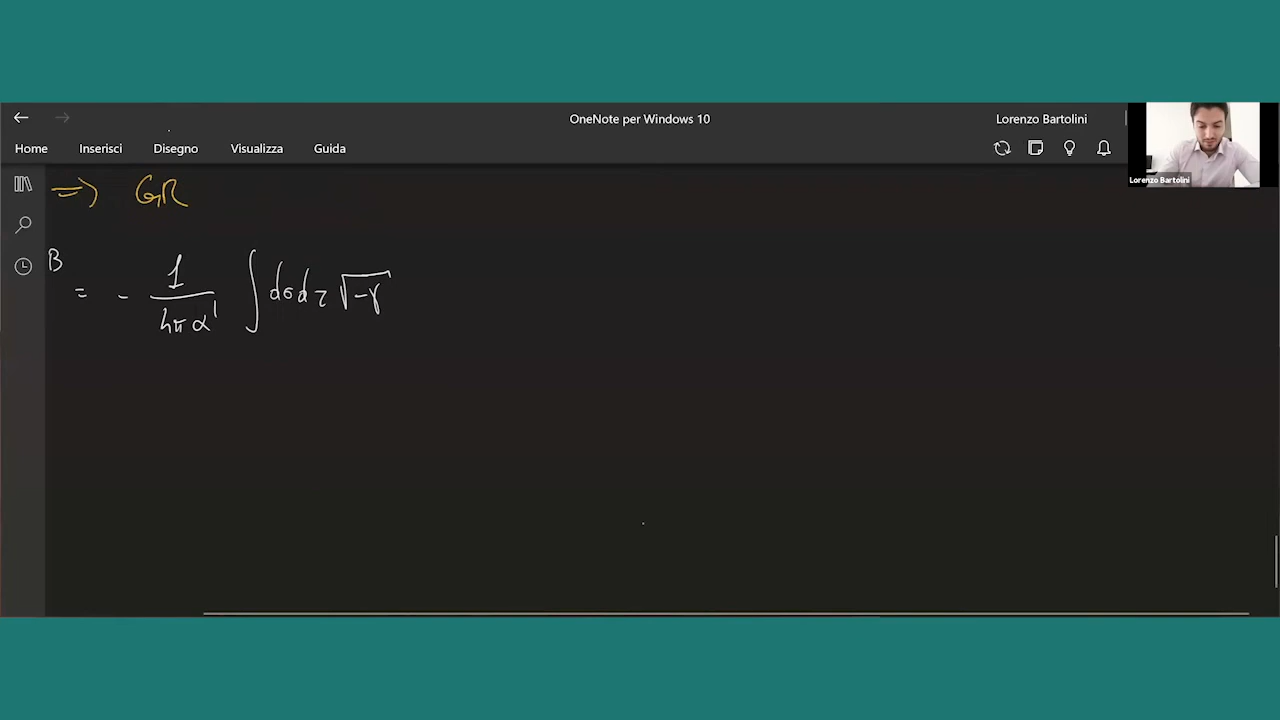 OneNote per Windows 10
Lorenzo Bartolini
Home Inserisci Disegno Visualizza Guida
Lorenzo Bartolini
⇒ GR
B
= - 1/(4πα') ∫ dσdτ √-γ